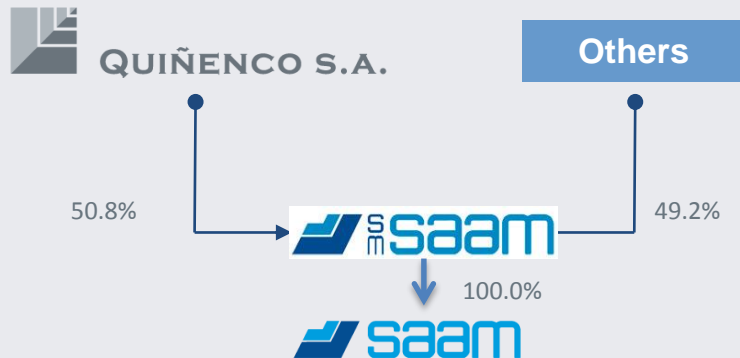 QUIÑENCO S.A.
Others
50.8%
49.2%
SM saam
100.0%
saam